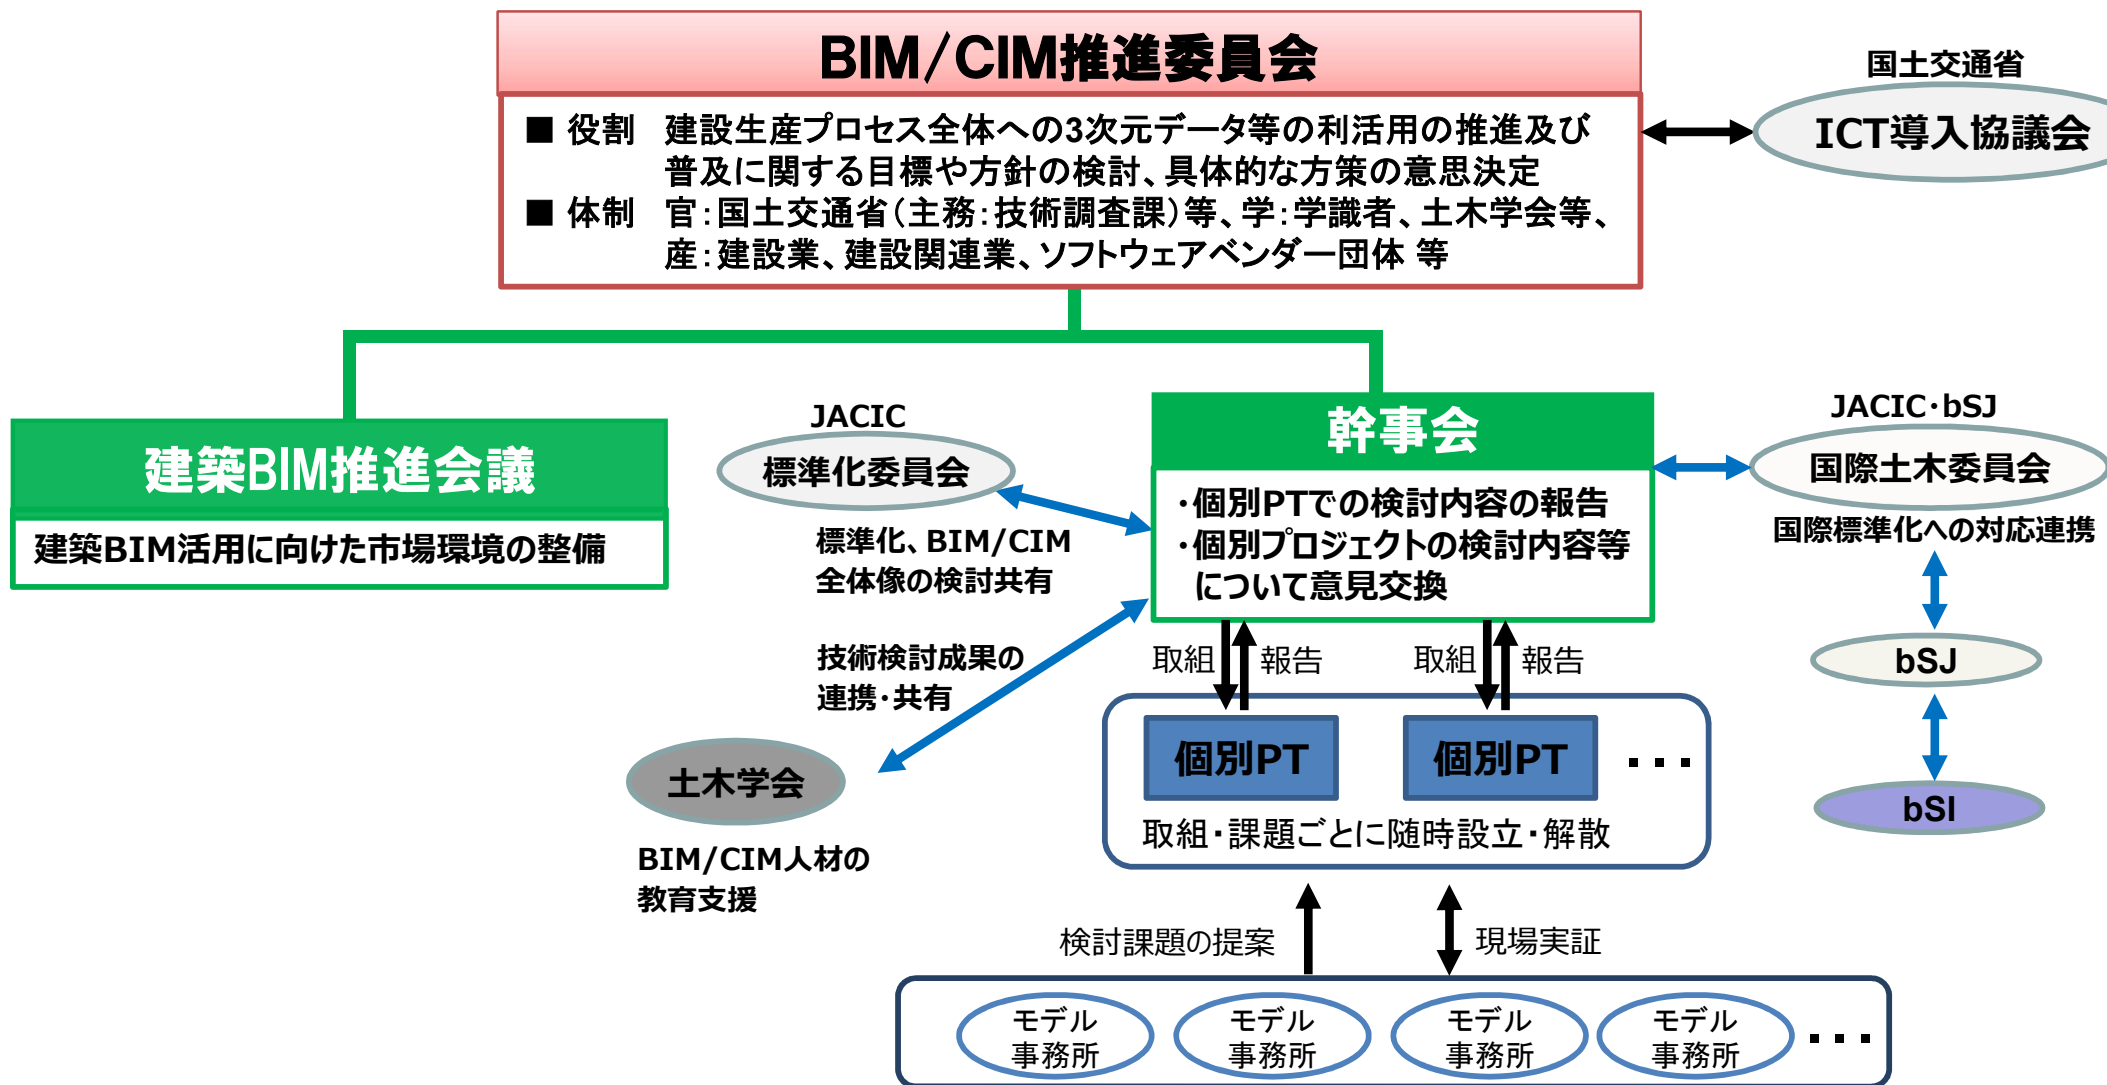 BIM/CIM推進委員会
■ 役割 建設生産プロセス全体への3次元データ等の利活用の推進及び
普及に関する目標や方針の検討、具体的な方策の意思決定
■ 体制 官：国土交通省（主務：技術調査課）等、学：学識者、土木学会等、
産：建設業、建設関連業、ソフトウェアベンダー団体 等
国土交通省
ICT導入協議会
建築BIM推進会議
建築BIM活用に向けた市場環境の整備
JACIC
標準化委員会
標準化、BIM/CIM
全体像の検討共有
技術検討成果の
連携・共有
土木学会
BIM/CIM人材の
教育支援
幹事会
・個別PTでの検討内容の報告
・個別プロジェクトの検討内容等
について意見交換
JACIC・bSJ
国際土木委員会
国際標準化への対応連携
bSJ
bSI
取組
報告
取組
報告
個別PT
個別PT
・・・
取組・課題ごとに随時設立・解散
検討課題の提案
現場実証
モデル
事務所
モデル
事務所
モデル
事務所
モデル
事務所
・・・